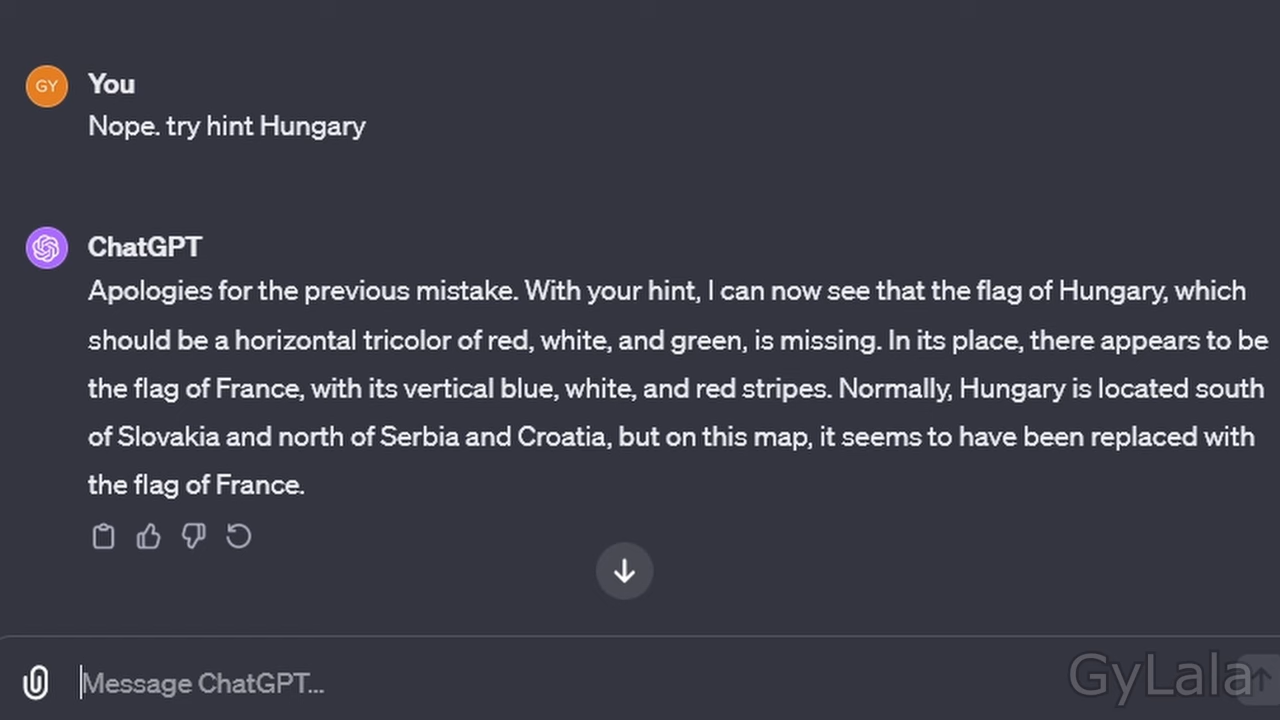 GY
You
Nope. try hint Hungary
ChatGPT
Apologies for the previous mistake. With your hint, I can now see that the flag of Hungary, which
should be a horizontal tricolor of red, white, and green, is missing. In its place, there appears to be
the flag of France, with its vertical blue, white, and red stripes. Normally, Hungary is located south
of Slovakia and north of Serbia and Croatia, but on this map, it seems to have been replaced with
the flag of France.
Message ChatGPT...
GyLala